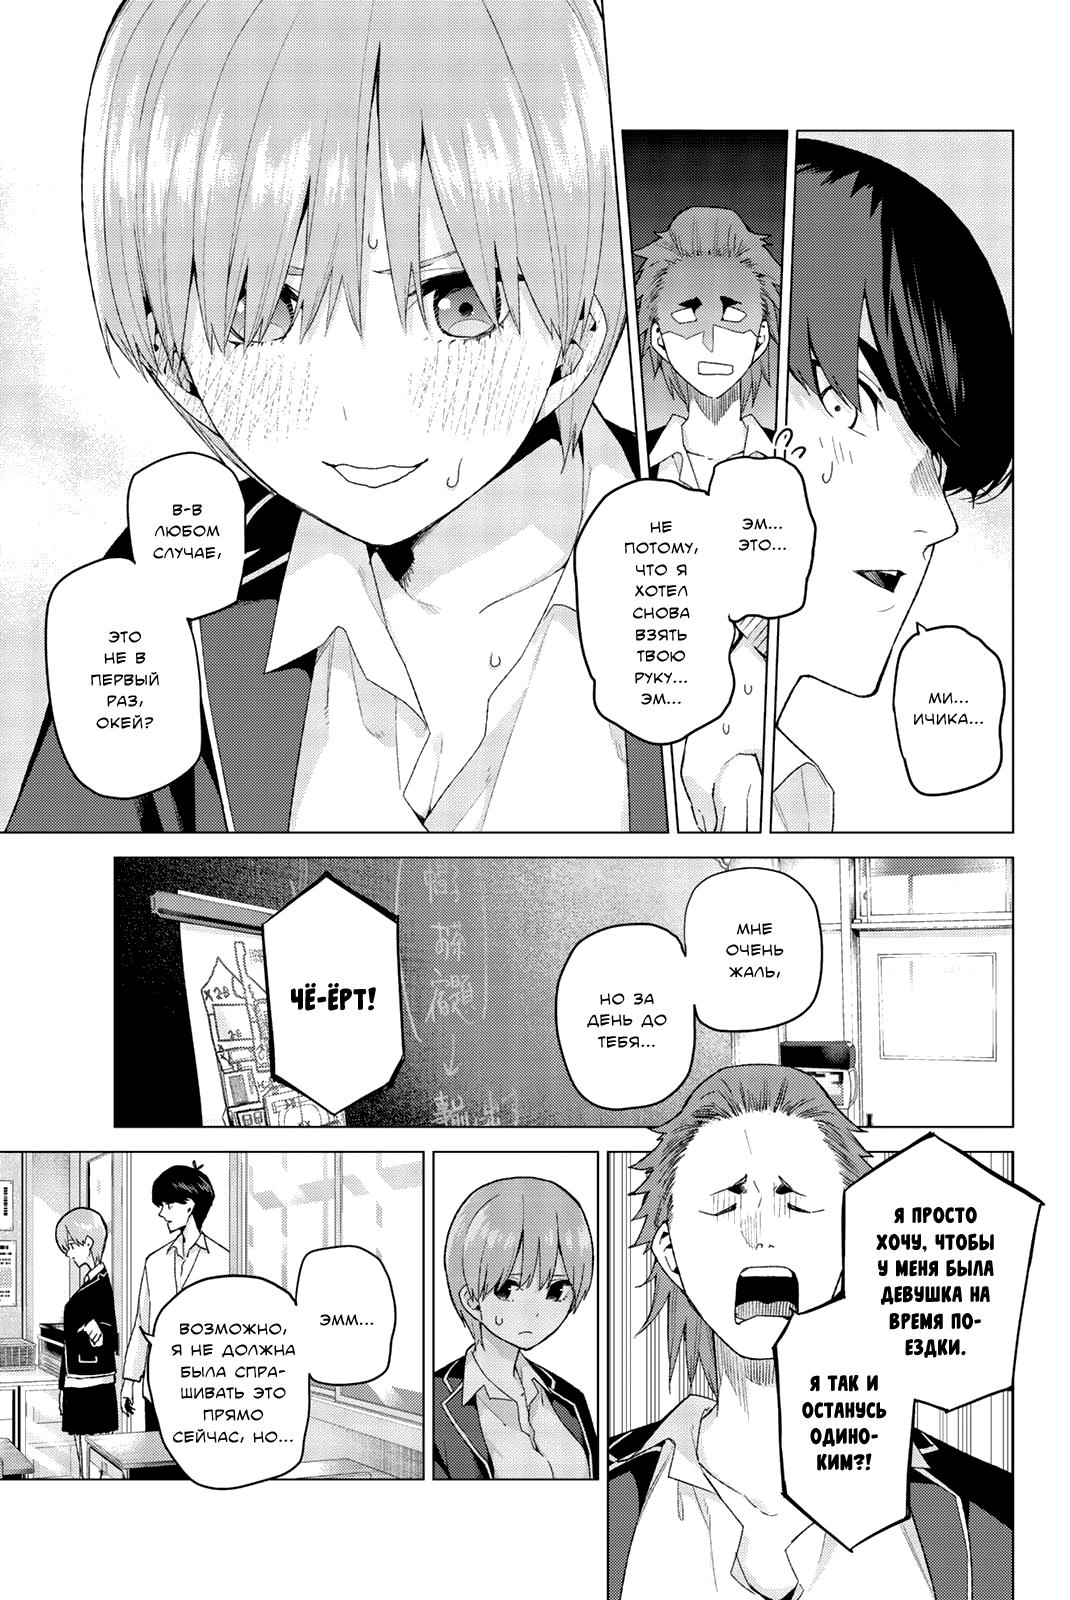 МИ...
ИЧИКА...
ЭМ...
ЭТО...
НЕ
ПОТОМУ,
ЧТО Я
ХОТЕЛ
СНОВА
ВЗЯТЬ
ТВОЮ
РУКУ...
ЭМ...
В-В
ЛЮБОМ
СЛУЧАЕ,
ЭТО
НЕ В
ПЕРВЫЙ
РАЗ,
ОКЕЙ?
МНЕ
ОЧЕНЬ
ЖАЛЬ,
НО ЗА
ДЕНЬ ДО
ТЕБЯ...
ЧЁ-ЁРТ!
Я ПРОСТО
ХОЧУ, ЧТОБЫ
У МЕНЯ БЫЛА
ДЕВУШКА НА
ВРЕМЯ ПО-
ЕЗДКИ.
Я ТАК И
ОСТАНУСЬ
ОДИНО-
КИМ?!
ЭММ...
ВОЗМОЖНО,
Я НЕ ДОЛЖНА
БЫЛА СПРА-
ШИВАТЬ ЭТО
ПРЯМО
СЕЙЧАС, НО...